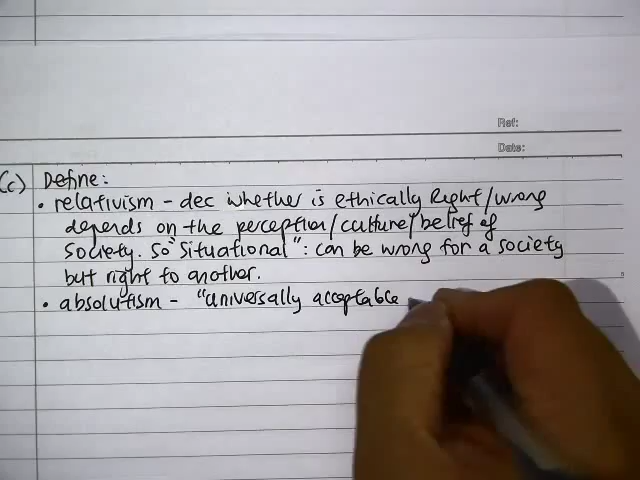 Ref:
Date:
(c) Define:
• relativism - dec whether is ethically Right/wrong
depends on the perception/culture/belief of
society. So "situational": can be wrong for a society
but right to another.
• absolutism - "universally acceptable